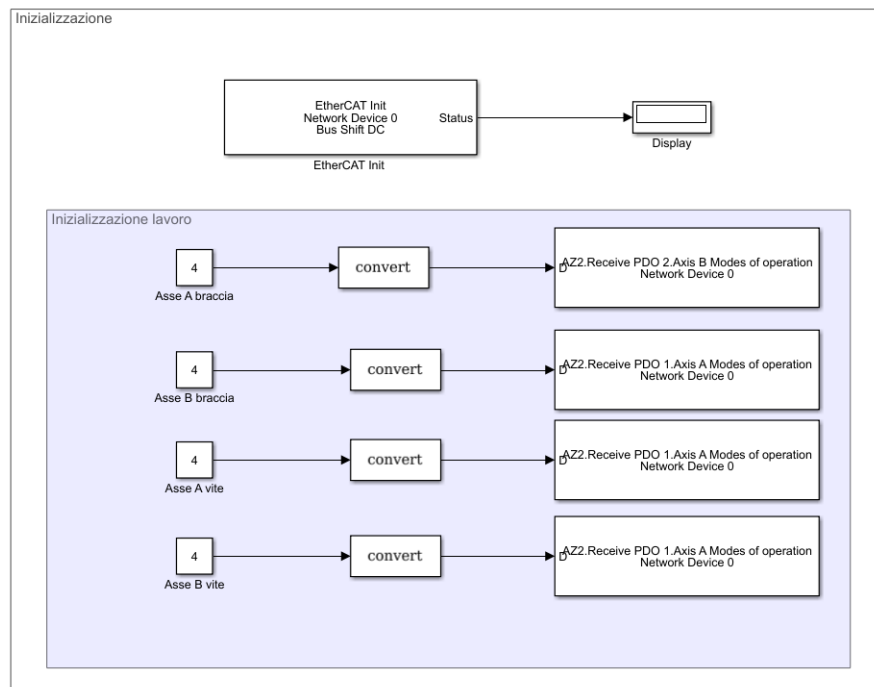 Inizializzazione
EtherCAT Init
Network Device 0
Bus Shift DC
Status
EtherCAT Init
Display
Inizializzazione lavoro
4
Asse A braccia
convert
D
AZ2.Receive PDO 2.Axis B Modes of operation
Network Device 0
4
Asse B braccia
convert
D
AZ2.Receive PDO 1.Axis A Modes of operation
Network Device 0
4
Asse A vite
convert
D
AZ2.Receive PDO 1.Axis A Modes of operation
Network Device 0
4
Asse B vite
convert
D
AZ2.Receive PDO 1.Axis A Modes of operation
Network Device 0